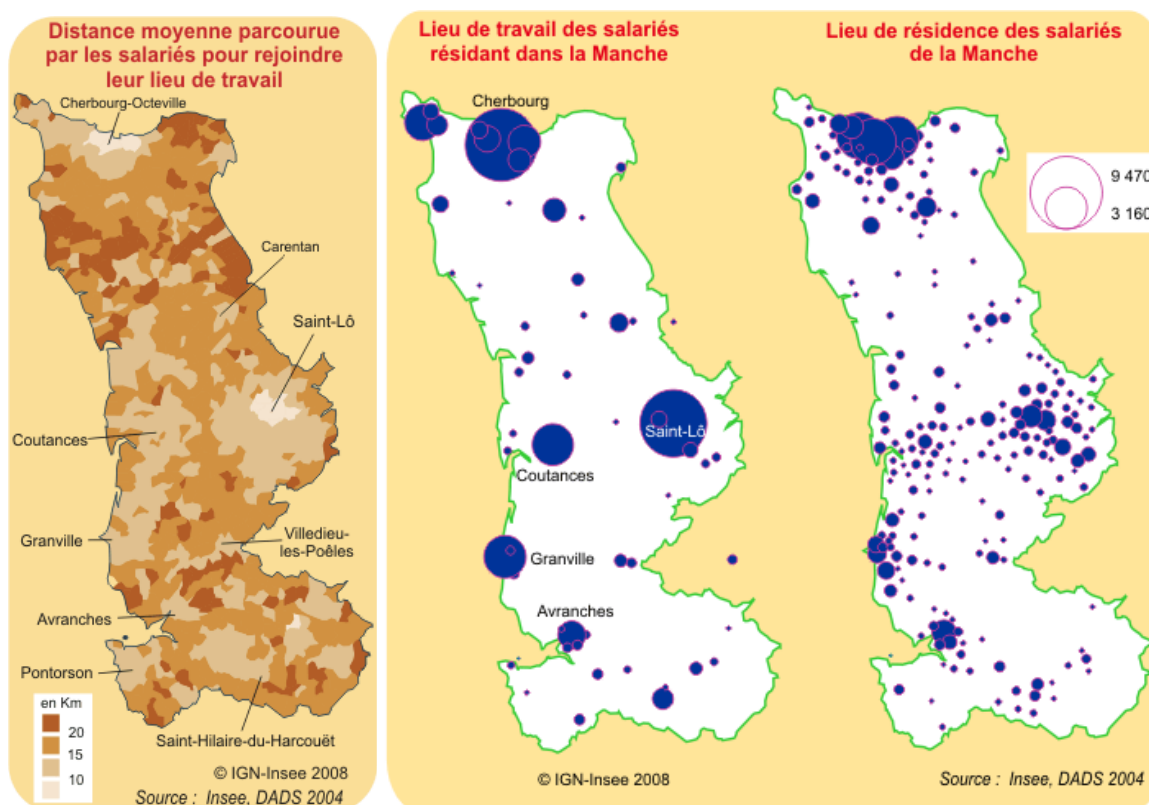 Distance moyenne parcourue
par les salariés pour rejoindre
leur lieu de travail
Cherbourg-Octeville
Carentan
Saint-Lô
Coutances
Granville
Villedieu-
les-Poêles
Avranches
Pontorson
Saint-Hilaire-du-Harcouët
en Km
20
15
10
© IGN-Insee 2008
Source : Insee, DADS 2004
Lieu de travail des salariés
résidant dans la Manche
Cherbourg
Saint-Lô
Coutances
Granville
Avranches
© IGN-Insee 2008
Lieu de résidence des salariés
de la Manche
9 470
3 160
Source : Insee, DADS 2004